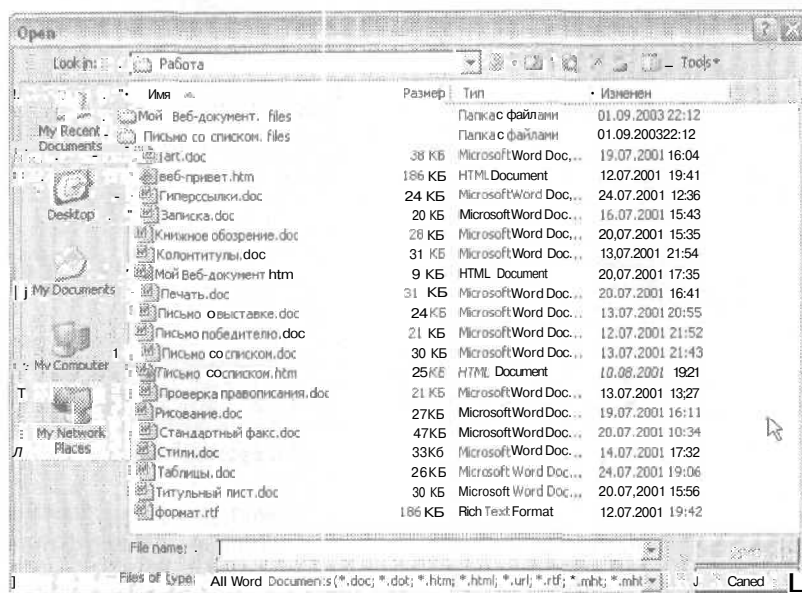 Open
Look in: Работа Tools
Имя Размер Тип Изменен
Мой Веб-документ. files Папка с файлами 01.09.2003 22:12
Письмо со списком. files Папка с файлами 01.09.200322:12
art.doc 38 КБ Microsoft Word Doc,.. 19.07.2001 16:04
веб-привет.htm 186 КБ HTML Document 12.07.2001 19:41
Гиперссылки.doc 24 КБ Microsoft Word Doc,.. 24.07.2001 12:36
Записка.doc 20 КБ Microsoft Word Doc... 16.07.2001 15:43
Книжное обозрение.doc 28 КБ Microsoft Word Doc,.. 20,07.2001 15:35
Колонтитулы.doc 31 КБ Microsoft Word Doc... 13,07.2001 21:54
Мой Веб-документ htm 9 КБ HTML Document 20,07.2001 17:35
Печать.doc 31 КБ Microsoft Word Doc... 20.07.2001 16:41
Письмо о выставке.doc 24 КБ Microsoft Word Doc... 13.07.2001 20:55
Письмо победителю.doc 21 КБ Microsoft Word Doc... 12.07.2001 21:52
Письмо со списком.doc 30 КБ Microsoft Word Doc... 13.07.2001 21:43
Письмо со списком.htm 25 КБ HTML Document 10.08.2001 1921
Проверка правописания.doc 21 КБ Microsoft Word Doc... 13.07.2001 13;27
Рисование.doc 27КБ Microsoft Word Doc... 19.07.2001 16:11
Стандартный факс.doc 47КБ Microsoft Word Doc... 20.07.2001 10:34
Стили.doc 33Кб Microsoft Word Doc... 14.07.2001 17:32
Таблицы.doc 26КБ Microsoft Word Doc... 24.07.2001 19:06
Титульный лист.doc 30 КБ Microsoft Word Doc... 20.07,2001 15:56
формат.rtf 186 КБ Rich Text Format 12.07.2001 19:42
My Recent Documents
Desktop
My Documents
My Computer
My Network Places
File name:
Files of type: All Word Documents (*.doc; *.dot; *.htm; *.html; *.url; *.rtf; *.mht; *.mht Caned